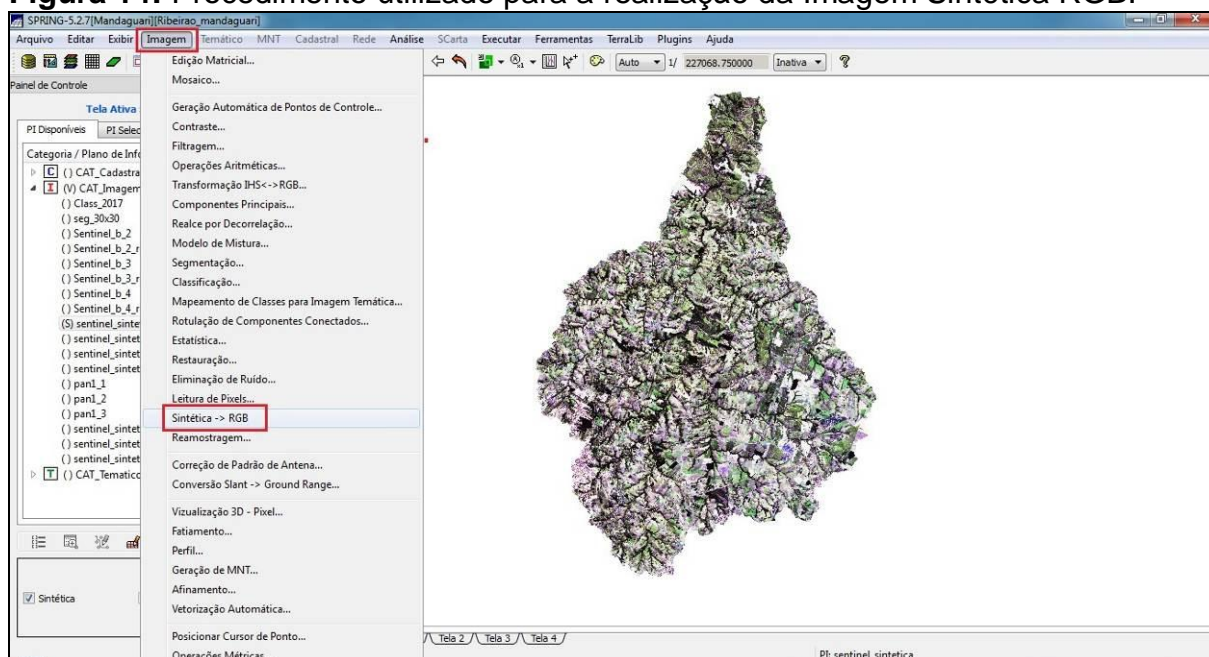 Figura 14. Procedimento utilizado para a realização da Imagem Sintética RGB.
SPRING-5.2.7[Mandaguari][Ribeirao_mandaguari]
Arquivo Editar Exibir Imagem Temático MNT Cadastral Rede Análise SCarta Executar Ferramentas TerraLib Plugins Ajuda
Auto 1/ 227068.750000 Inativa
Painel de Controle
Tela Ativa
PI Disponíveis PI Selec
Categoria / Plano de Info
C () CAT_Cadastra
I (V) CAT_Imagem
() Class_2017
() seg_30x30
() Sentinel_b_2
() Sentinel_b_2_r
() Sentinel_b_3
() Sentinel_b_3_r
() Sentinel_b_4
() Sentinel_b_4_r
(S) sentinel_sinte
() sentinel_sintet
() sentinel_sintet
() sentinel_sintet
() pan1_1
() pan1_2
() pan1_3
() sentinel_sintet
() sentinel_sintet
() sentinel_sintet
T () CAT_Tematico
Sintética
Edição Matricial...
Mosaico...
Geração Automática de Pontos de Controle...
Contraste...
Filtragem...
Operações Aritméticas...
Transformação IHS<->RGB...
Componentes Principais...
Realce por Decorrelação...
Modelo de Mistura...
Segmentação...
Classificação...
Mapeamento de Classes para Imagem Temática...
Rotulação de Componentes Conectados...
Estatística...
Restauração...
Eliminação de Ruído...
Leitura de Pixels...
Sintética -> RGB
Reamostragem...
Correção de Padrão de Antena...
Conversão Slant -> Ground Range...
Vizualização 3D - Pixel...
Fatiamento...
Perfil...
Geração de MNT...
Afinamento...
Vetorização Automática...
Posicionar Cursor de Ponto...
Operações Métricas
Tela 2 Tela 3 Tela 4
PI: sentinel_sintetica